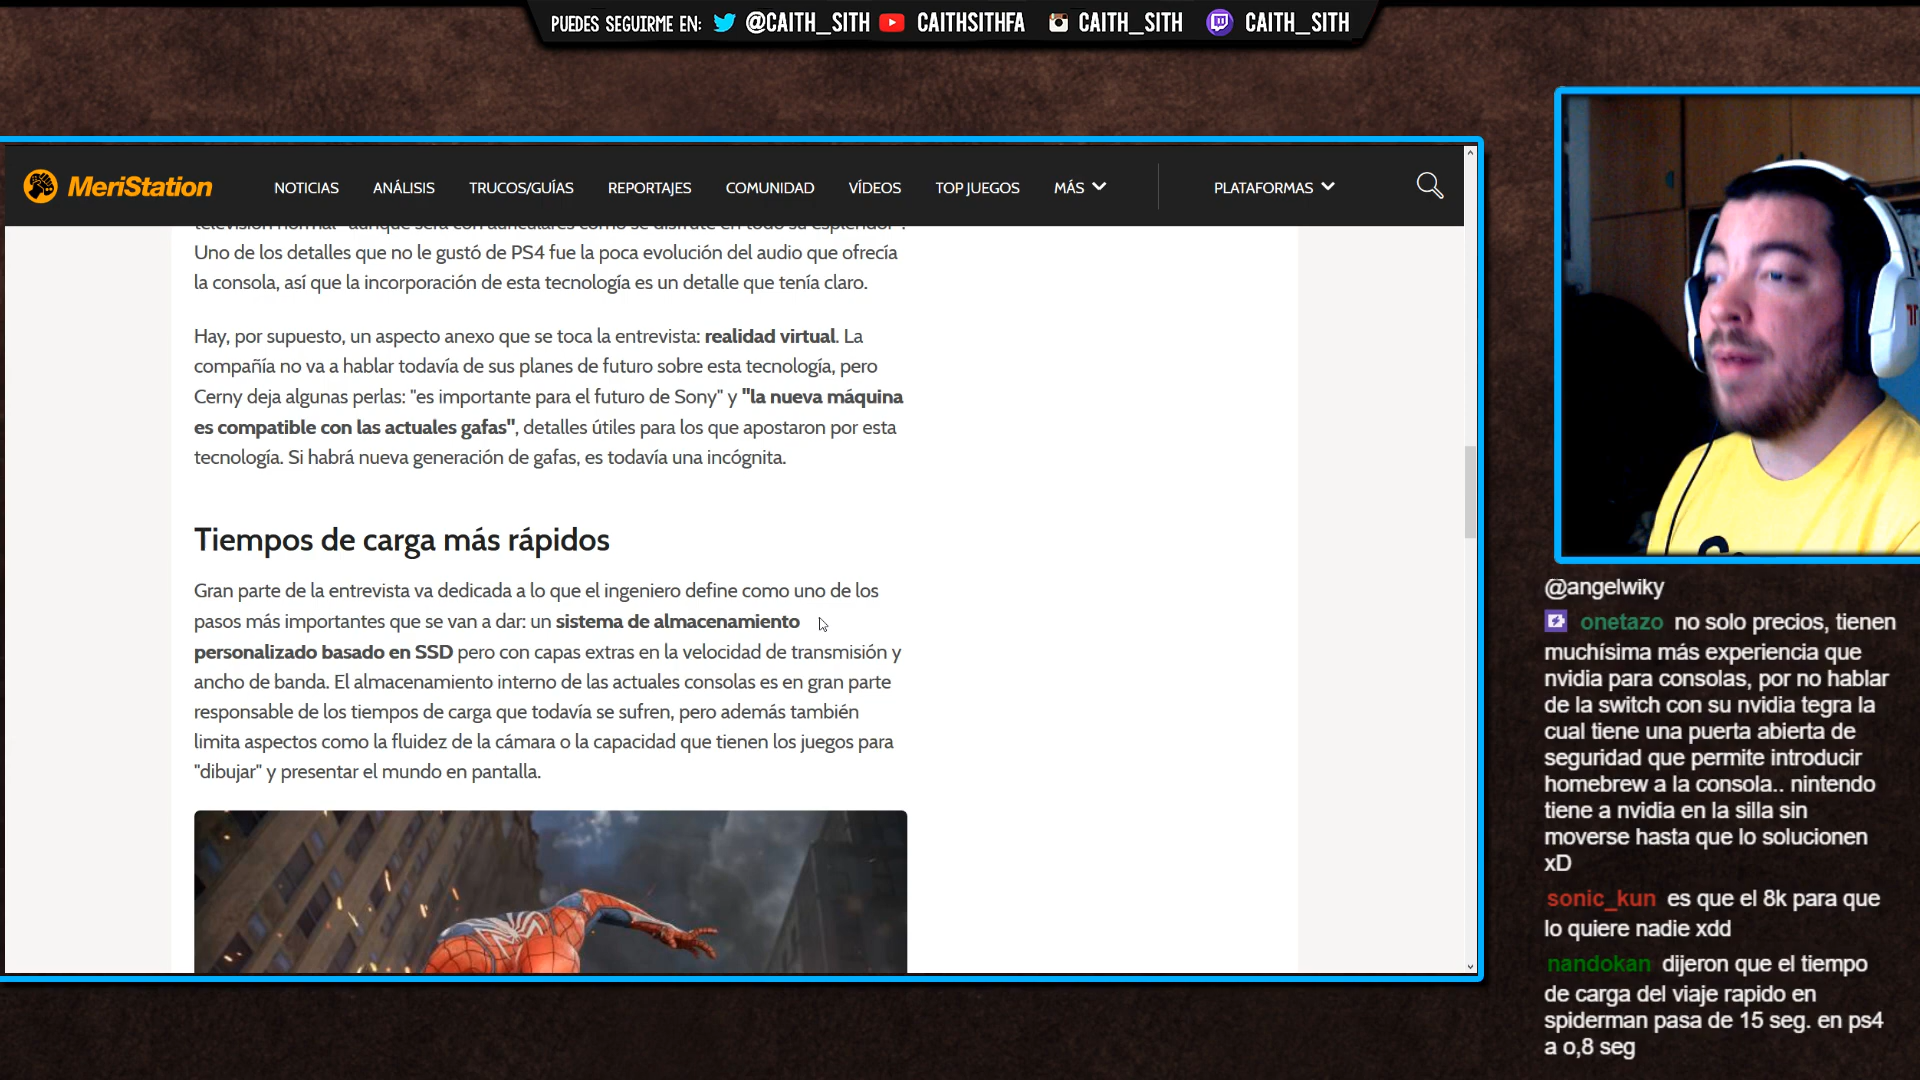 PUEDES SEGUIRME EN: @CAITH_SITH CAITHSITHFA CAITH_SITH CAITH_SITH
MeriStation NOTICIAS ANÁLISIS TRUCOS/GUÍAS REPORTAJES COMUNIDAD VÍDEOS TOP JUEGOS MÁS PLATAFORMAS
televisión normal "aunque será con auriculares como se disfrute en todo su esplendor".
Uno de los detalles que no le gustó de PS4 fue la poca evolución del audio que ofrecía
la consola, así que la incorporación de esta tecnología es un detalle que tenía claro.
Hay, por supuesto, un aspecto anexo que se toca la entrevista: realidad virtual. La
compañía no va a hablar todavía de sus planes de futuro sobre esta tecnología, pero
Cerny deja algunas perlas: "es importante para el futuro de Sony" y "la nueva máquina
es compatible con las actuales gafas", detalles útiles para los que apostaron por esta
tecnología. Si habrá nueva generación de gafas, es todavía una incógnita.
Tiempos de carga más rápidos
Gran parte de la entrevista va dedicada a lo que el ingeniero define como uno de los
pasos más importantes que se van a dar: un sistema de almacenamiento
personalizado basado en SSD pero con capas extras en la velocidad de transmisión y
ancho de banda. El almacenamiento interno de las actuales consolas es en gran parte
responsable de los tiempos de carga que todavía se sufren, pero además también
limita aspectos como la fluidez de la cámara o la capacidad que tienen los juegos para
"dibujar" y presentar el mundo en pantalla.
@angelwiky
onetazo no solo precios, tienen
muchísima más experiencia que
nvidia para consolas, por no hablar
de la switch con su nvidia tegra la
cual tiene una puerta abierta de
seguridad que permite introducir
homebrew a la consola.. nintendo
tiene a nvidia en la silla sin
moverse hasta que lo solucionen
xD
sonic_kun es que el 8k para que
lo quiere nadie xdd
nandokan dijeron que el tiempo
de carga del viaje rapido en
spiderman pasa de 15 seg. en ps4
a o,8 seg